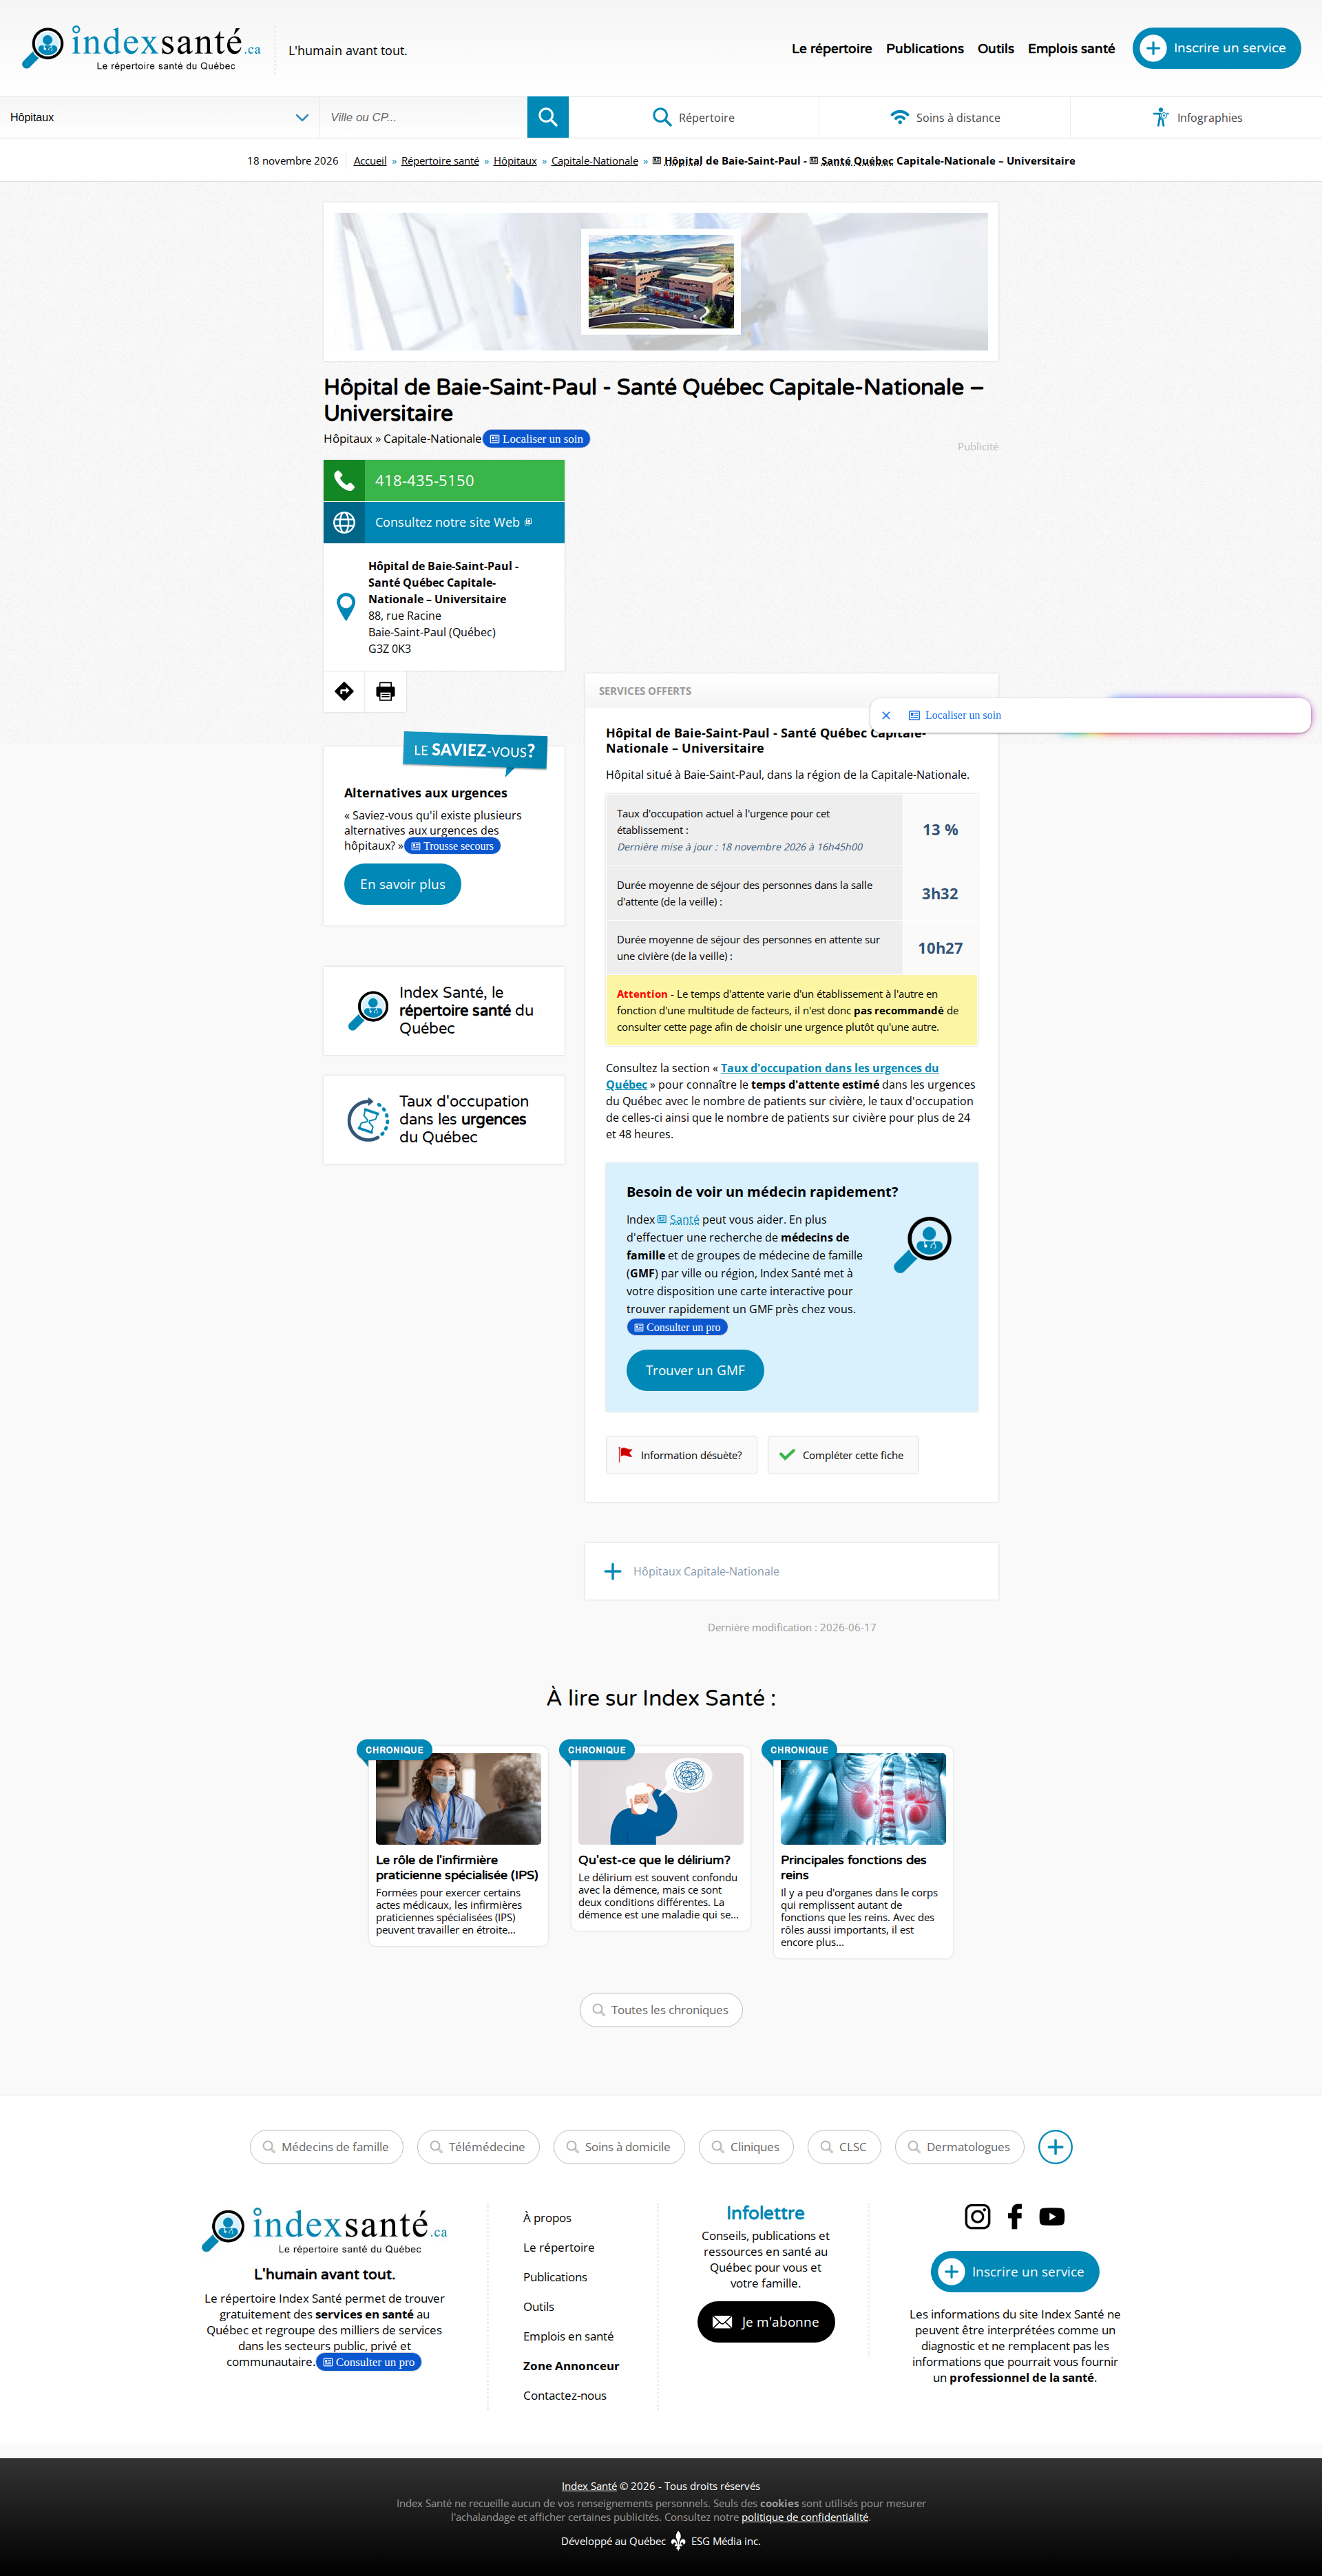 indexsanté.ca
Le répertoire santé du Québec
L'humain avant tout.
Le répertoire
Publications
Outils
Emplois santé
Inscrire un service
Hôpitaux
Ville ou CP...
Répertoire
Soins à distance
Infographies
18 novembre 2026
Accueil » Répertoire santé » Hôpitaux » Capitale-Nationale » Hôpital de Baie-Saint-Paul - Santé Québec Capitale-Nationale – Universitaire
Hôpital de Baie-Saint-Paul - Santé Québec Capitale-Nationale –
Universitaire
Hôpitaux » Capitale-Nationale Localiser un soin
Publicité
418-435-5150
Consultez notre site Web
Hôpital de Baie-Saint-Paul -
Santé Québec Capitale-
Nationale – Universitaire
88, rue Racine
Baie-Saint-Paul (Québec)
G3Z 0K3
LE SAVIEZ-VOUS?
Alternatives aux urgences
« Saviez-vous qu'il existe plusieurs
alternatives aux urgences des
hôpitaux? » Trousse secours
En savoir plus
Index Santé, le
répertoire santé du
Québec
Taux d'occupation
dans les urgences
du Québec
SERVICES OFFERTS
Localiser un soin
Hôpital de Baie-Saint-Paul - Santé Québec Capitale-
Nationale – Universitaire
Hôpital situé à Baie-Saint-Paul, dans la région de la Capitale-Nationale.
Taux d'occupation actuel à l'urgence pour cet
établissement :
Dernière mise à jour : 18 novembre 2026 à 16h45h00
13 %
Durée moyenne de séjour des personnes dans la salle
d'attente (de la veille) :
3h32
Durée moyenne de séjour des personnes en attente sur
une civière (de la veille) :
10h27
Attention - Le temps d'attente varie d'un établissement à l'autre en
fonction d'une multitude de facteurs, il n'est donc pas recommandé de
consulter cette page afin de choisir une urgence plutôt qu'une autre.
Consultez la section « Taux d'occupation dans les urgences du
Québec » pour connaître le temps d'attente estimé dans les urgences
du Québec avec le nombre de patients sur civière, le taux d'occupation
de celles-ci ainsi que le nombre de patients sur civière pour plus de 24
et 48 heures.
Besoin de voir un médecin rapidement?
Index Santé peut vous aider. En plus
d'effectuer une recherche de médecins de
famille et de groupes de médecine de famille
(GMF) par ville ou région, Index Santé met à
votre disposition une carte interactive pour
trouver rapidement un GMF près chez vous.
Consulter un pro
Trouver un GMF
Information désuète?
Compléter cette fiche
Hôpitaux Capitale-Nationale
Dernière modification : 2026-06-17
À lire sur Index Santé :
CHRONIQUE
Le rôle de l'infirmière
praticienne spécialisée (IPS)
Formées pour exercer certains
actes médicaux, les infirmières
praticiennes spécialisées (IPS)
peuvent travailler en étroite...
CHRONIQUE
Qu'est-ce que le délirium?
Le délirium est souvent confondu
avec la démence, mais ce sont
deux conditions différentes. La
démence est une maladie qui se...
CHRONIQUE
Principales fonctions des
reins
Il y a peu d'organes dans le corps
qui remplissent autant de
fonctions que les reins. Avec des
rôles aussi importants, il est
encore plus...
Toutes les chroniques
Médecins de famille
Télémédecine
Soins à domicile
Cliniques
CLSC
Dermatologues
indexsanté.ca
Le répertoire santé du Québec
L'humain avant tout.
Le répertoire Index Santé permet de trouver
gratuitement des services en santé au
Québec et regroupe des milliers de services
dans les secteurs public, privé et
communautaire. Consulter un pro
À propos
Le répertoire
Publications
Outils
Emplois en santé
Zone Annonceur
Contactez-nous
Infolettre
Conseils, publications et
ressources en santé au
Québec pour vous et
votre famille.
Je m'abonne
Inscrire un service
Les informations du site Index Santé ne
peuvent être interprétées comme un
diagnostic et ne remplacent pas les
informations que pourrait vous fournir
un professionnel de la santé.
Index Santé © 2026 - Tous droits réservés
Index Santé ne recueille aucun de vos renseignements personnels. Seuls des cookies sont utilisés pour mesurer
l'achalandage et afficher certaines publicités. Consultez notre politique de confidentialité.
Développé au Québec ESG Média inc.